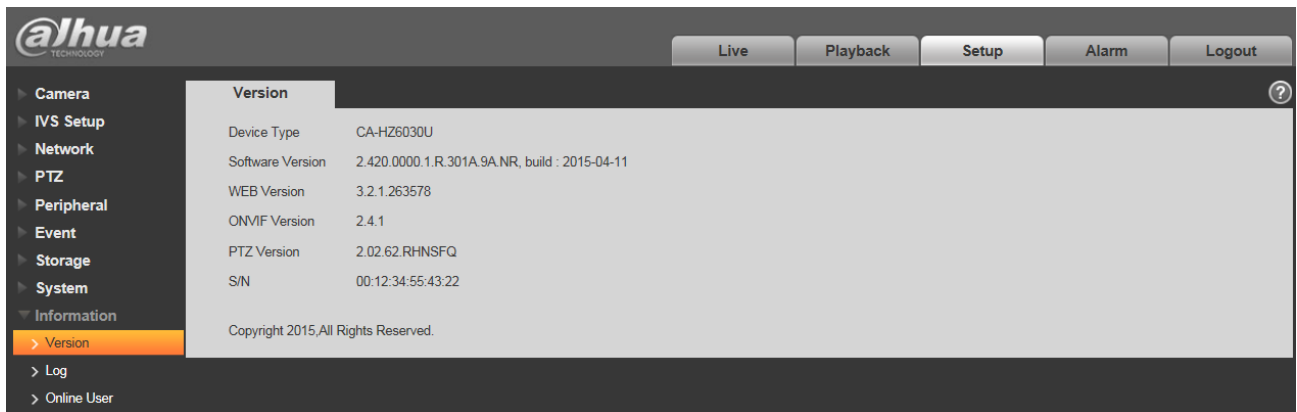 alhua
TECHNOLOGY
Live Playback Setup Alarm Logout
Camera
IVS Setup
Network
PTZ
Peripheral
Event
Storage
System
Information
Version
Log
Online User
Version ?
Device Type CA-HZ6030U
Software Version 2.420.0000.1.R.301A.9A.NR, build : 2015-04-11
WEB Version 3.2.1.263578
ONVIF Version 2.4.1
PTZ Version 2.02.62.RHNSFQ
S/N 00:12:34:55:43:22
Copyright 2015,All Rights Reserved.